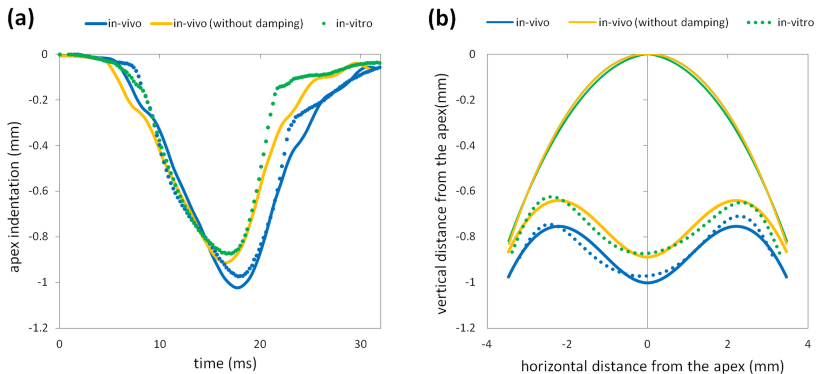 (a)
in-vivo in-vivo (without damping) in-vitro
0
-0.2
-0.4
-0.6
-0.8
-1
-1.2
apex indentation (mm)
0 10 20 30
time (ms)
(b)
in-vivo in-vivo (without damping) in-vitro
0
-0.2
-0.4
-0.6
-0.8
-1
-1.2
vertical distance from the apex(mm)
-4 -2 0 2 4
horizontal distance from the apex (mm)